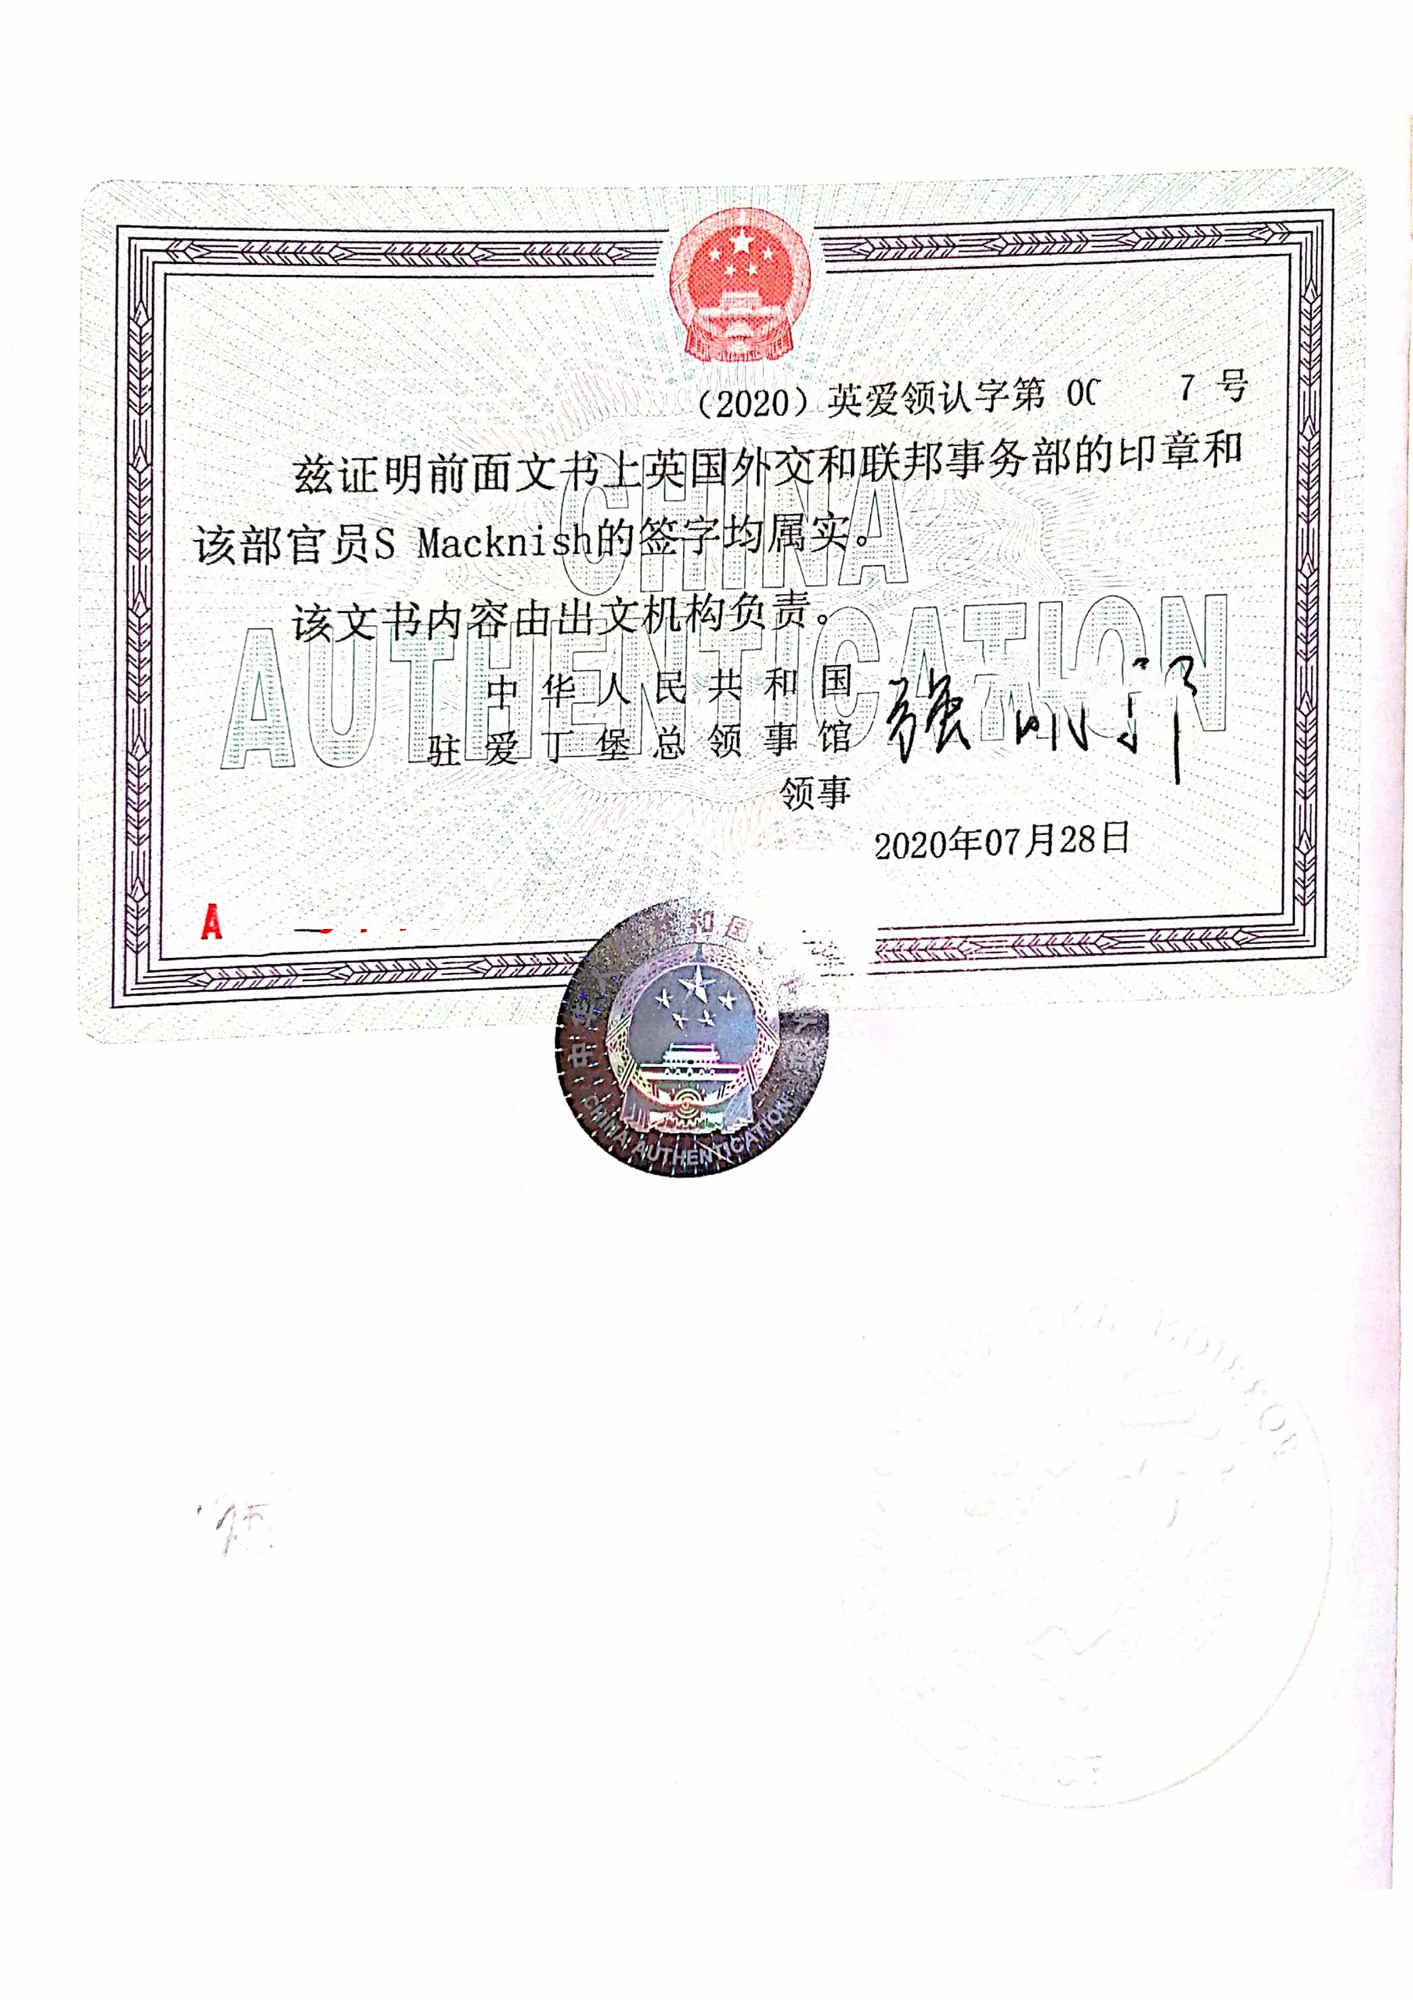 （2020）英爱领认字第 00 7 号
兹证明前面文书上英国外交和联邦事务部的印章和
该部官员S Macknish的签字均属实。
该文书内容由出文机构负责。
CHINA
AUTHENTICATION
中华人民共和国
驻爱丁堡总领事馆
领事
2020年07月28日
A
和国
CHINA AUTHENTICATION